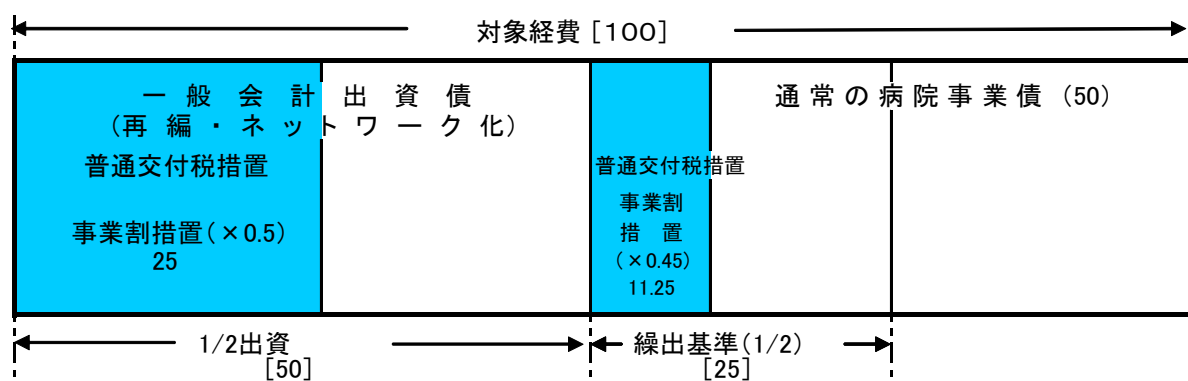 対象経費［100］
一般会計出資債
（再編・ネットワーク化）
普通交付税措置
事業割措置(×0.5)
25
通常の病院事業債 (50)
普通交付税措置
事業割
措 置
(×0.45)
11.25
1/2出資
[50]
繰出基準(1/2)
[25]